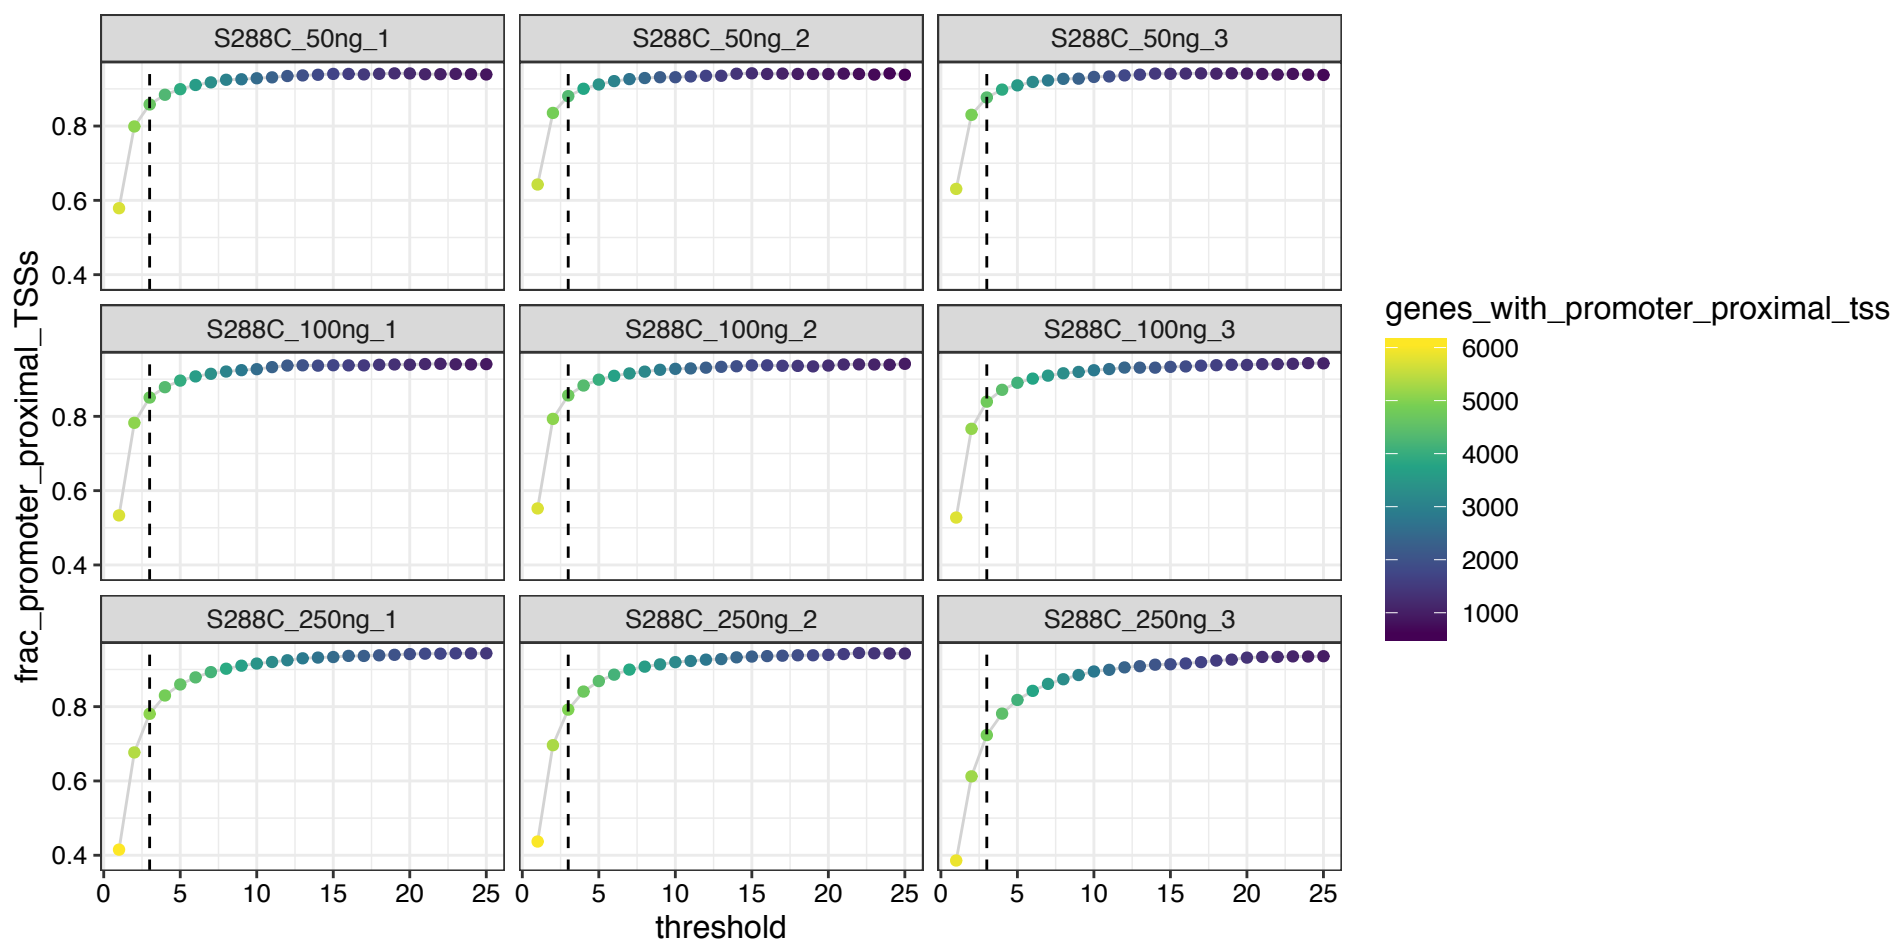 S288C_50ng_1
S288C_50ng_2
S288C_50ng_3
0.8
0.6
0.4
S288C_100ng_1
S288C_100ng_2
S288C_100ng_3
0.8
0.6
0.4
S288C_250ng_1
S288C_250ng_2
S288C_250ng_3
0.8
0.6
0.4
0 5 10 15 20 25
0 5 10 15 20 25
0 5 10 15 20 25
threshold
frac_promoter_proximal_TSSs
genes_with_promoter_proximal_tss
6000
5000
4000
3000
2000
1000